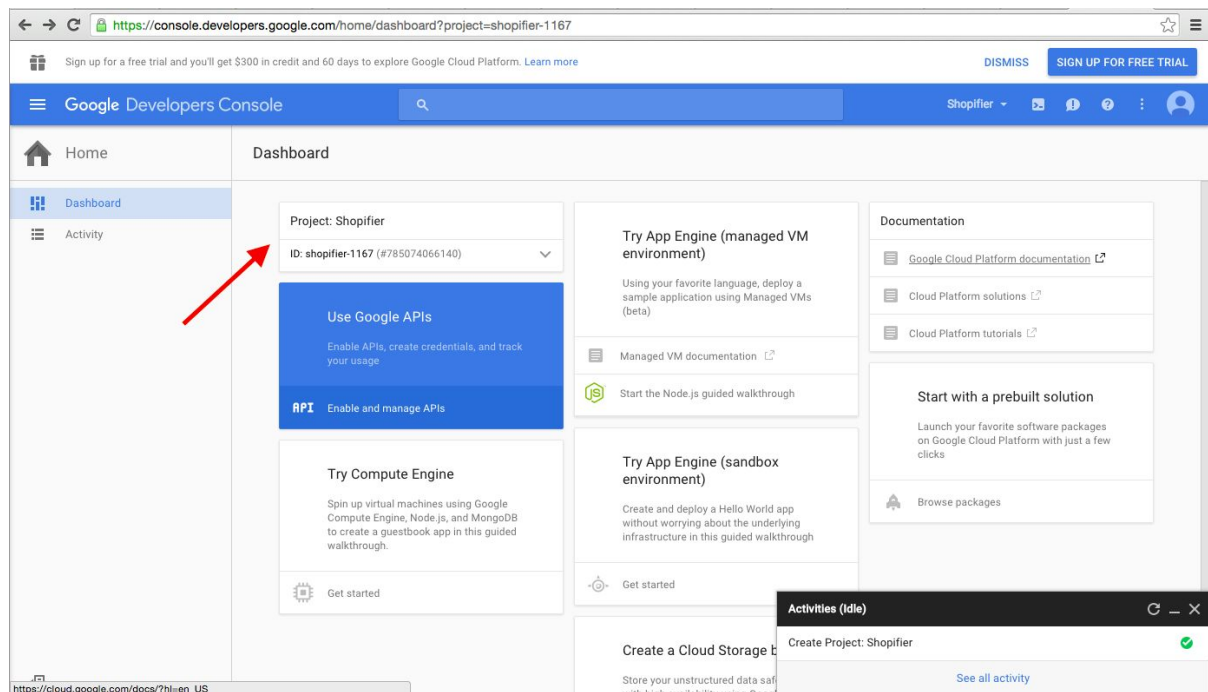 https://console.developers.google.com/home/dashboard?project=shopifier-1167
Sign up for a free trial and you'll get $300 in credit and 60 days to explore Google Cloud Platform. Learn more
DISMISS
SIGN UP FOR FREE TRIAL
Google Developers Console
Shopifier
Home
Dashboard
Dashboard
Activity
Project: Shopifier
ID: shopifier-1167 (#785074066140)
Use Google APIs
Enable APIs, create credentials, and track
your usage
API Enable and manage APIs
Try Compute Engine
Spin up virtual machines using Google
Compute Engine, Node.js, and MongoDB
to create a guestbook app in this guided
walkthrough.
Get started
Try App Engine (managed VM
environment)
Using your favorite language, deploy a
sample application using Managed VMs
(beta)
Managed VM documentation
JS Start the Node.js guided walkthrough
Try App Engine (sandbox
environment)
Create and deploy a Hello World app
without worrying about the underlying
infrastructure in this guided walkthrough
Get started
Create a Cloud Storage b
Store your unstructured data saf
Documentation
Google Cloud Platform documentation
Cloud Platform solutions
Cloud Platform tutorials
Start with a prebuilt solution
Launch your favorite software packages
on Google Cloud Platform with just a few
clicks
Browse packages
Activities (Idle)
Create Project: Shopifier
See all activity
https://cloud.google.com/docs/?hl=en_US